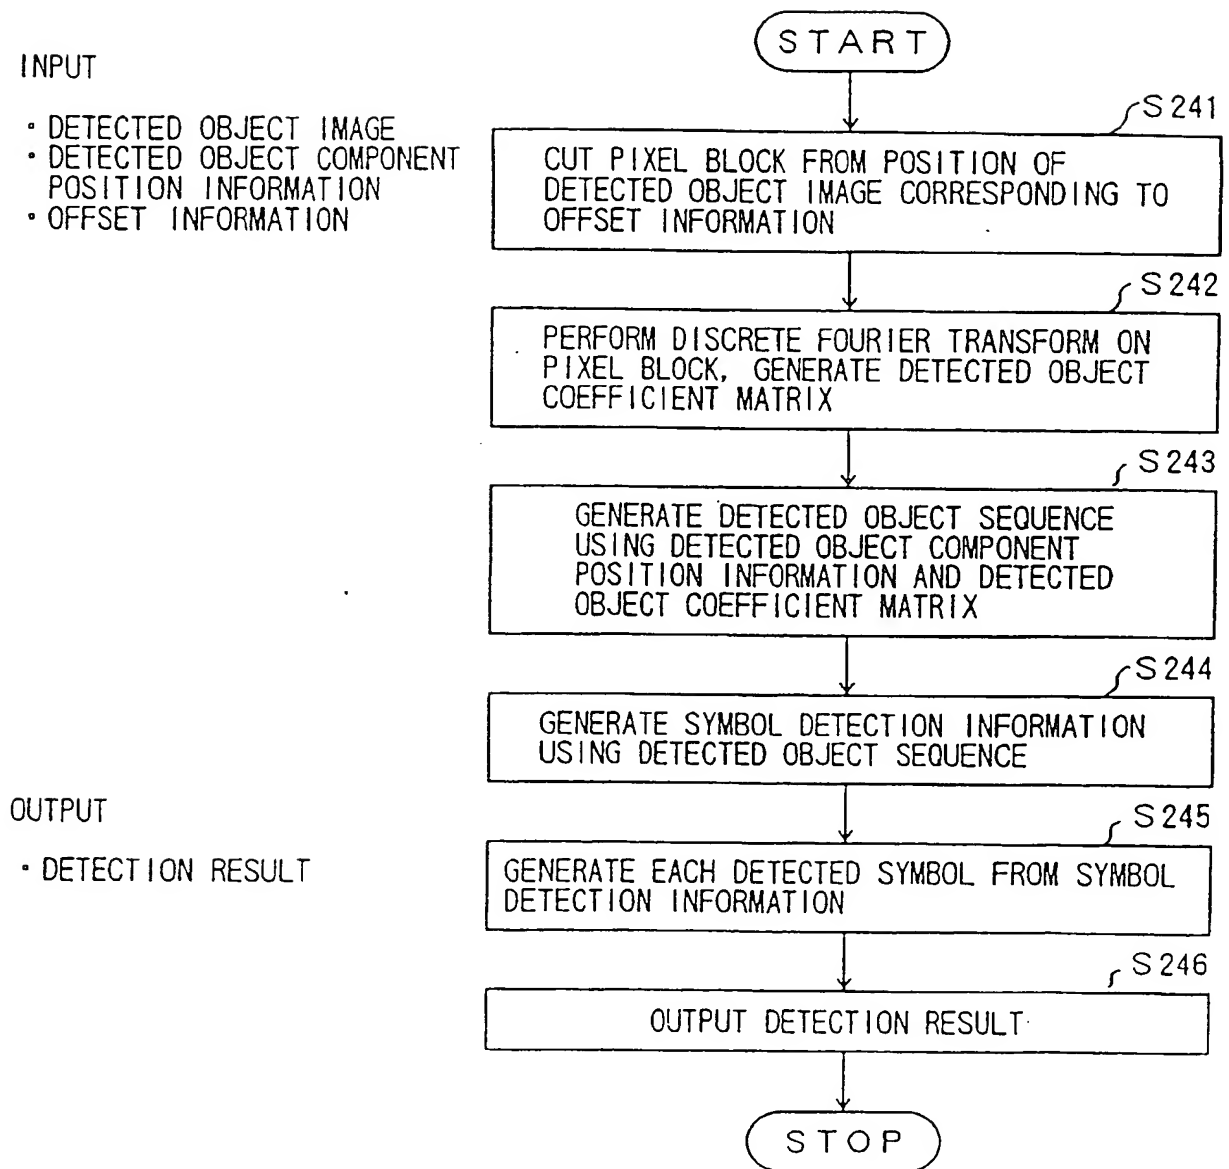 INPUT
• DETECTED OBJECT IMAGE
• DETECTED OBJECT COMPONENT
POSITION INFORMATION
• OFFSET INFORMATION
START
S241
CUT PIXEL BLOCK FROM POSITION OF
DETECTED OBJECT IMAGE CORRESPONDING TO
OFFSET INFORMATION
S242
PERFORM DISCRETE FOURIER TRANSFORM ON
PIXEL BLOCK, GENERATE DETECTED OBJECT
COEFFICIENT MATRIX
S243
GENERATE DETECTED OBJECT SEQUENCE
USING DETECTED OBJECT COMPONENT
POSITION INFORMATION AND DETECTED
OBJECT COEFFICIENT MATRIX
S244
GENERATE SYMBOL DETECTION INFORMATION
USING DETECTED OBJECT SEQUENCE
OUTPUT
• DETECTION RESULT
S245
GENERATE EACH DETECTED SYMBOL FROM SYMBOL
DETECTION INFORMATION
S246
OUTPUT DETECTION RESULT
STOP